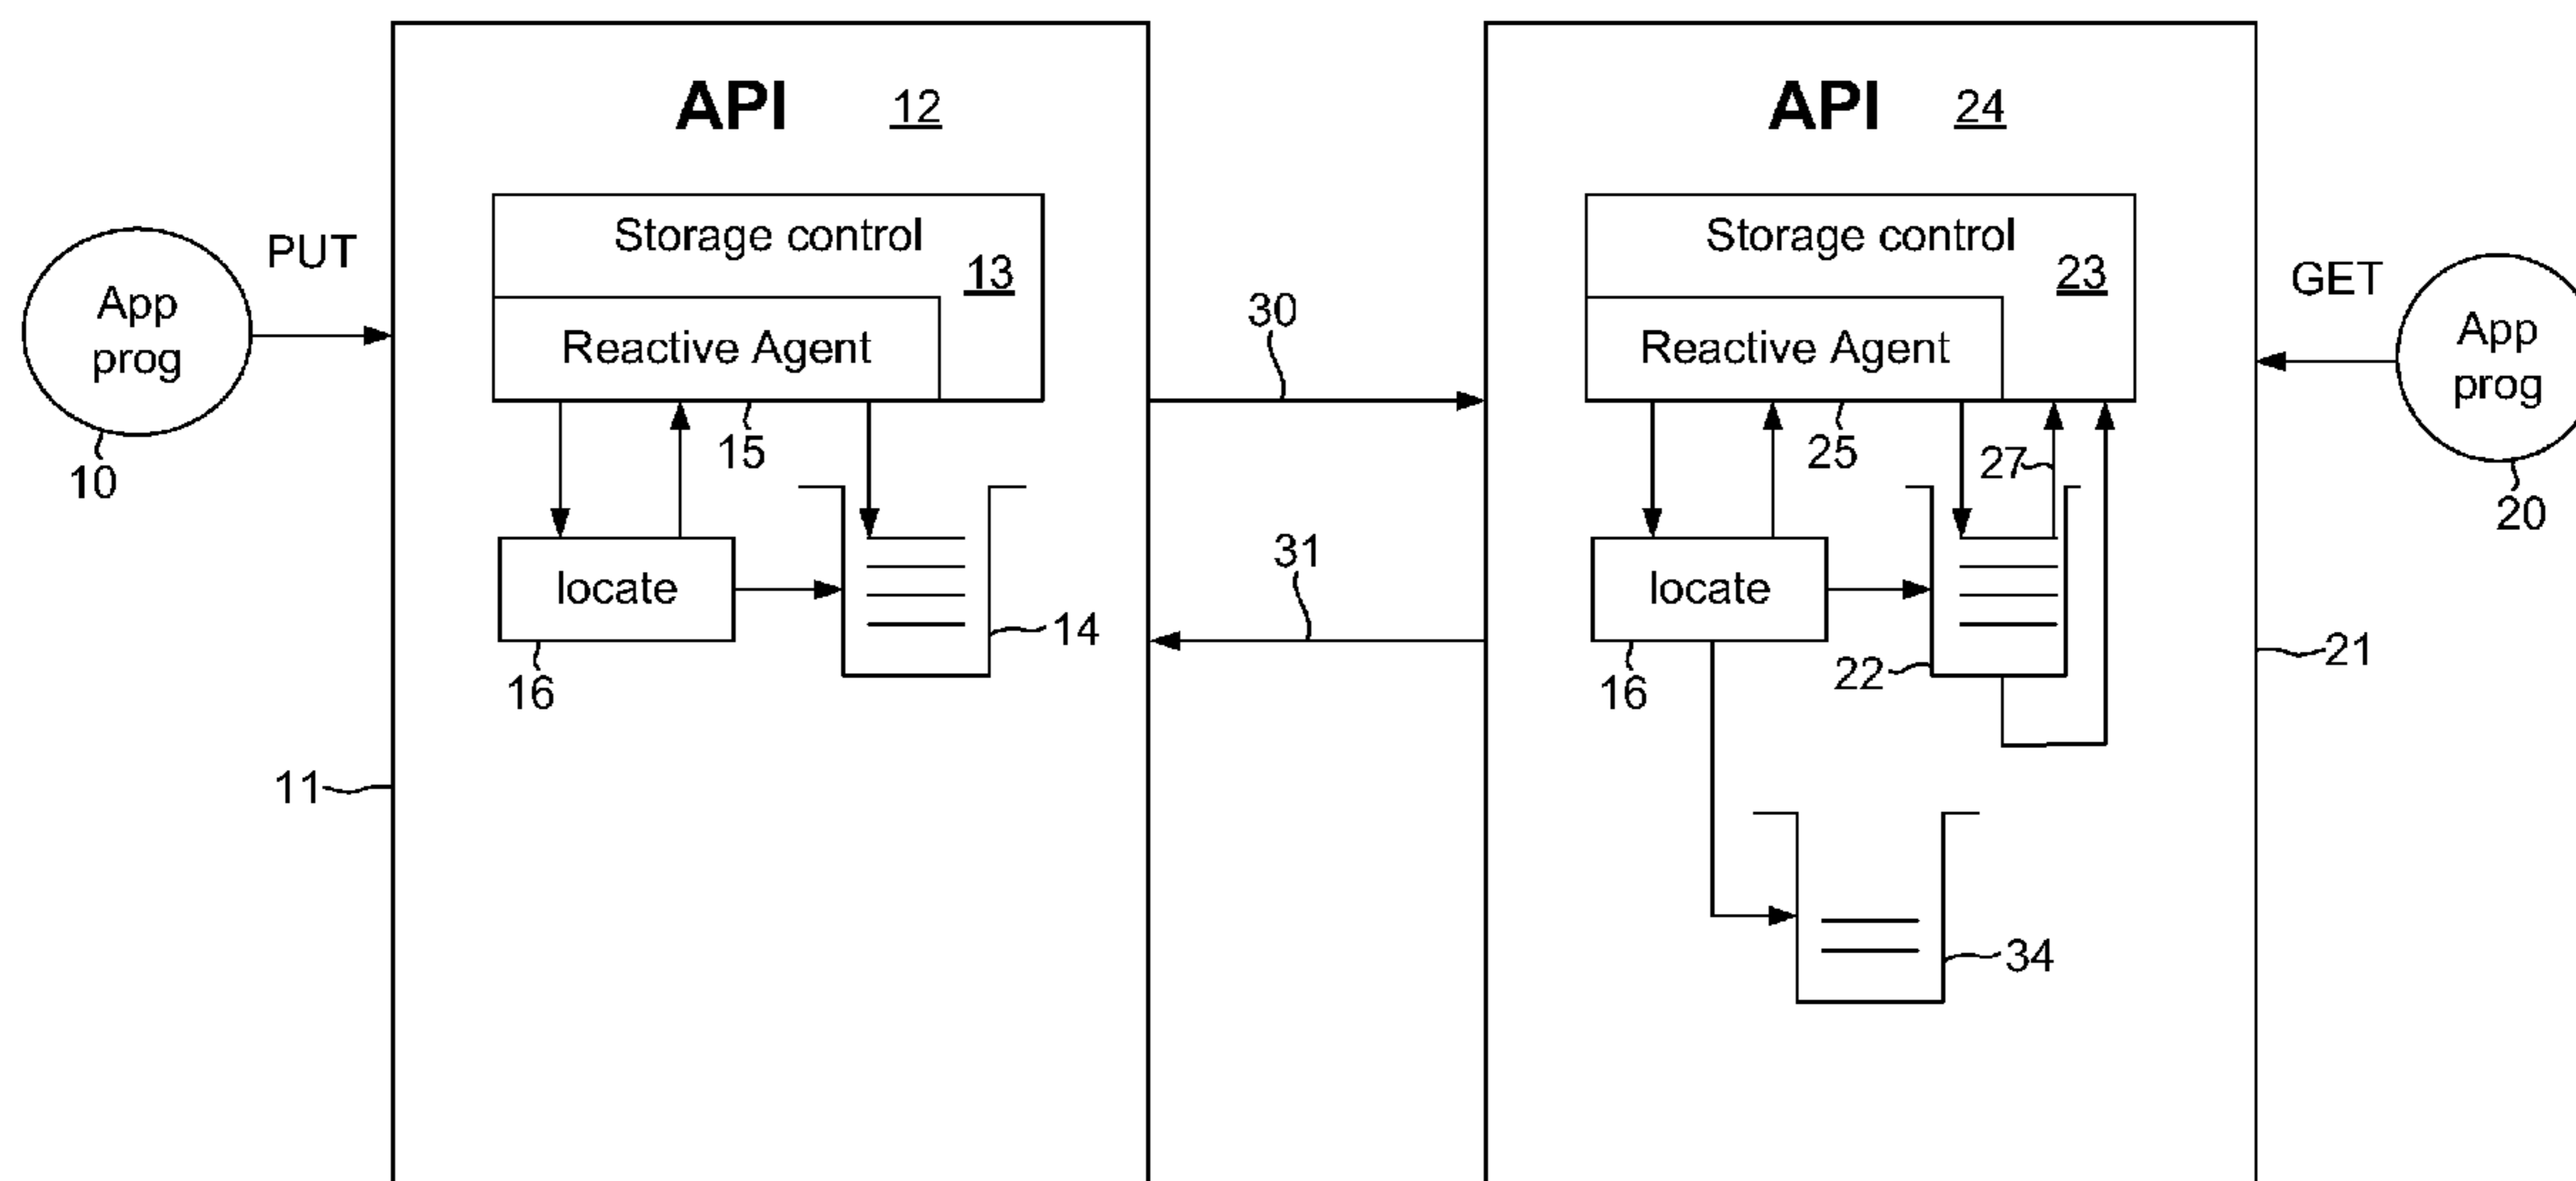 API 12
API 24
Storage control
13
Storage control
23
PUT
GET
App
prog
App
prog
Reactive Agent
Reactive Agent
30
10
15
25
27
20
locate
locate
31
14
16
16
22
21
11
34